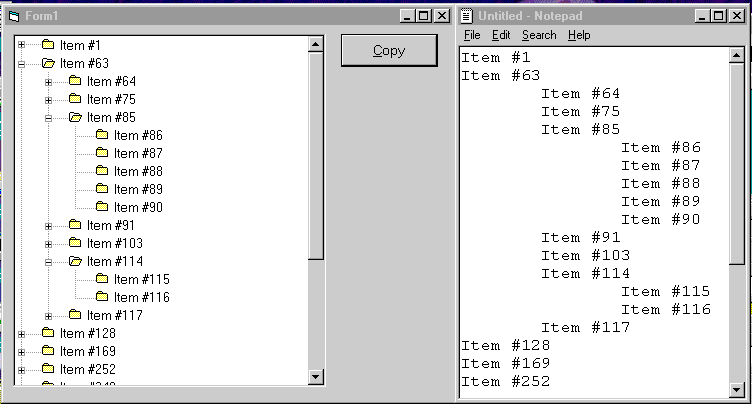 Form1
Item #1
Item #63
Item #64
Item #75
Item #85
Item #86
Item #87
Item #88
Item #89
Item #90
Item #91
Item #103
Item #114
Item #115
Item #116
Item #117
Item #128
Item #169
Item #252
Copy
Untitled - Notepad
File Edit Search Help
Item #1
Item #63
Item #64
Item #75
Item #85
Item #86
Item #87
Item #88
Item #89
Item #90
Item #91
Item #103
Item #114
Item #115
Item #116
Item #117
Item #128
Item #169
Item #252